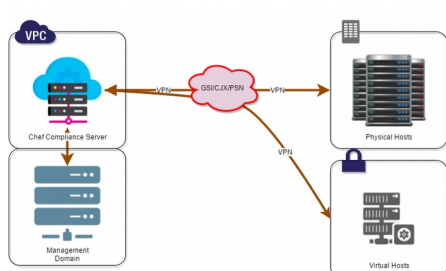 VPC
Chef Compliance Server
VPN
GSI/CJX/PSN
VPN
Physical Hosts
VPN
Management
Domain
Virtual Hosts